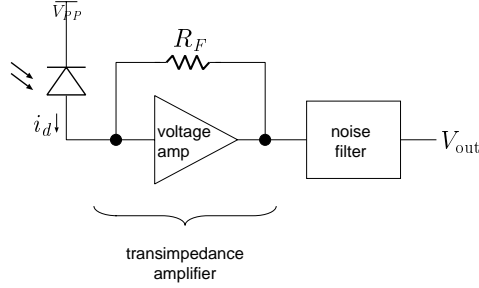 V_PP
R_F
i_d
voltage
amp
noise
filter
V_out
transimpedance
amplifier